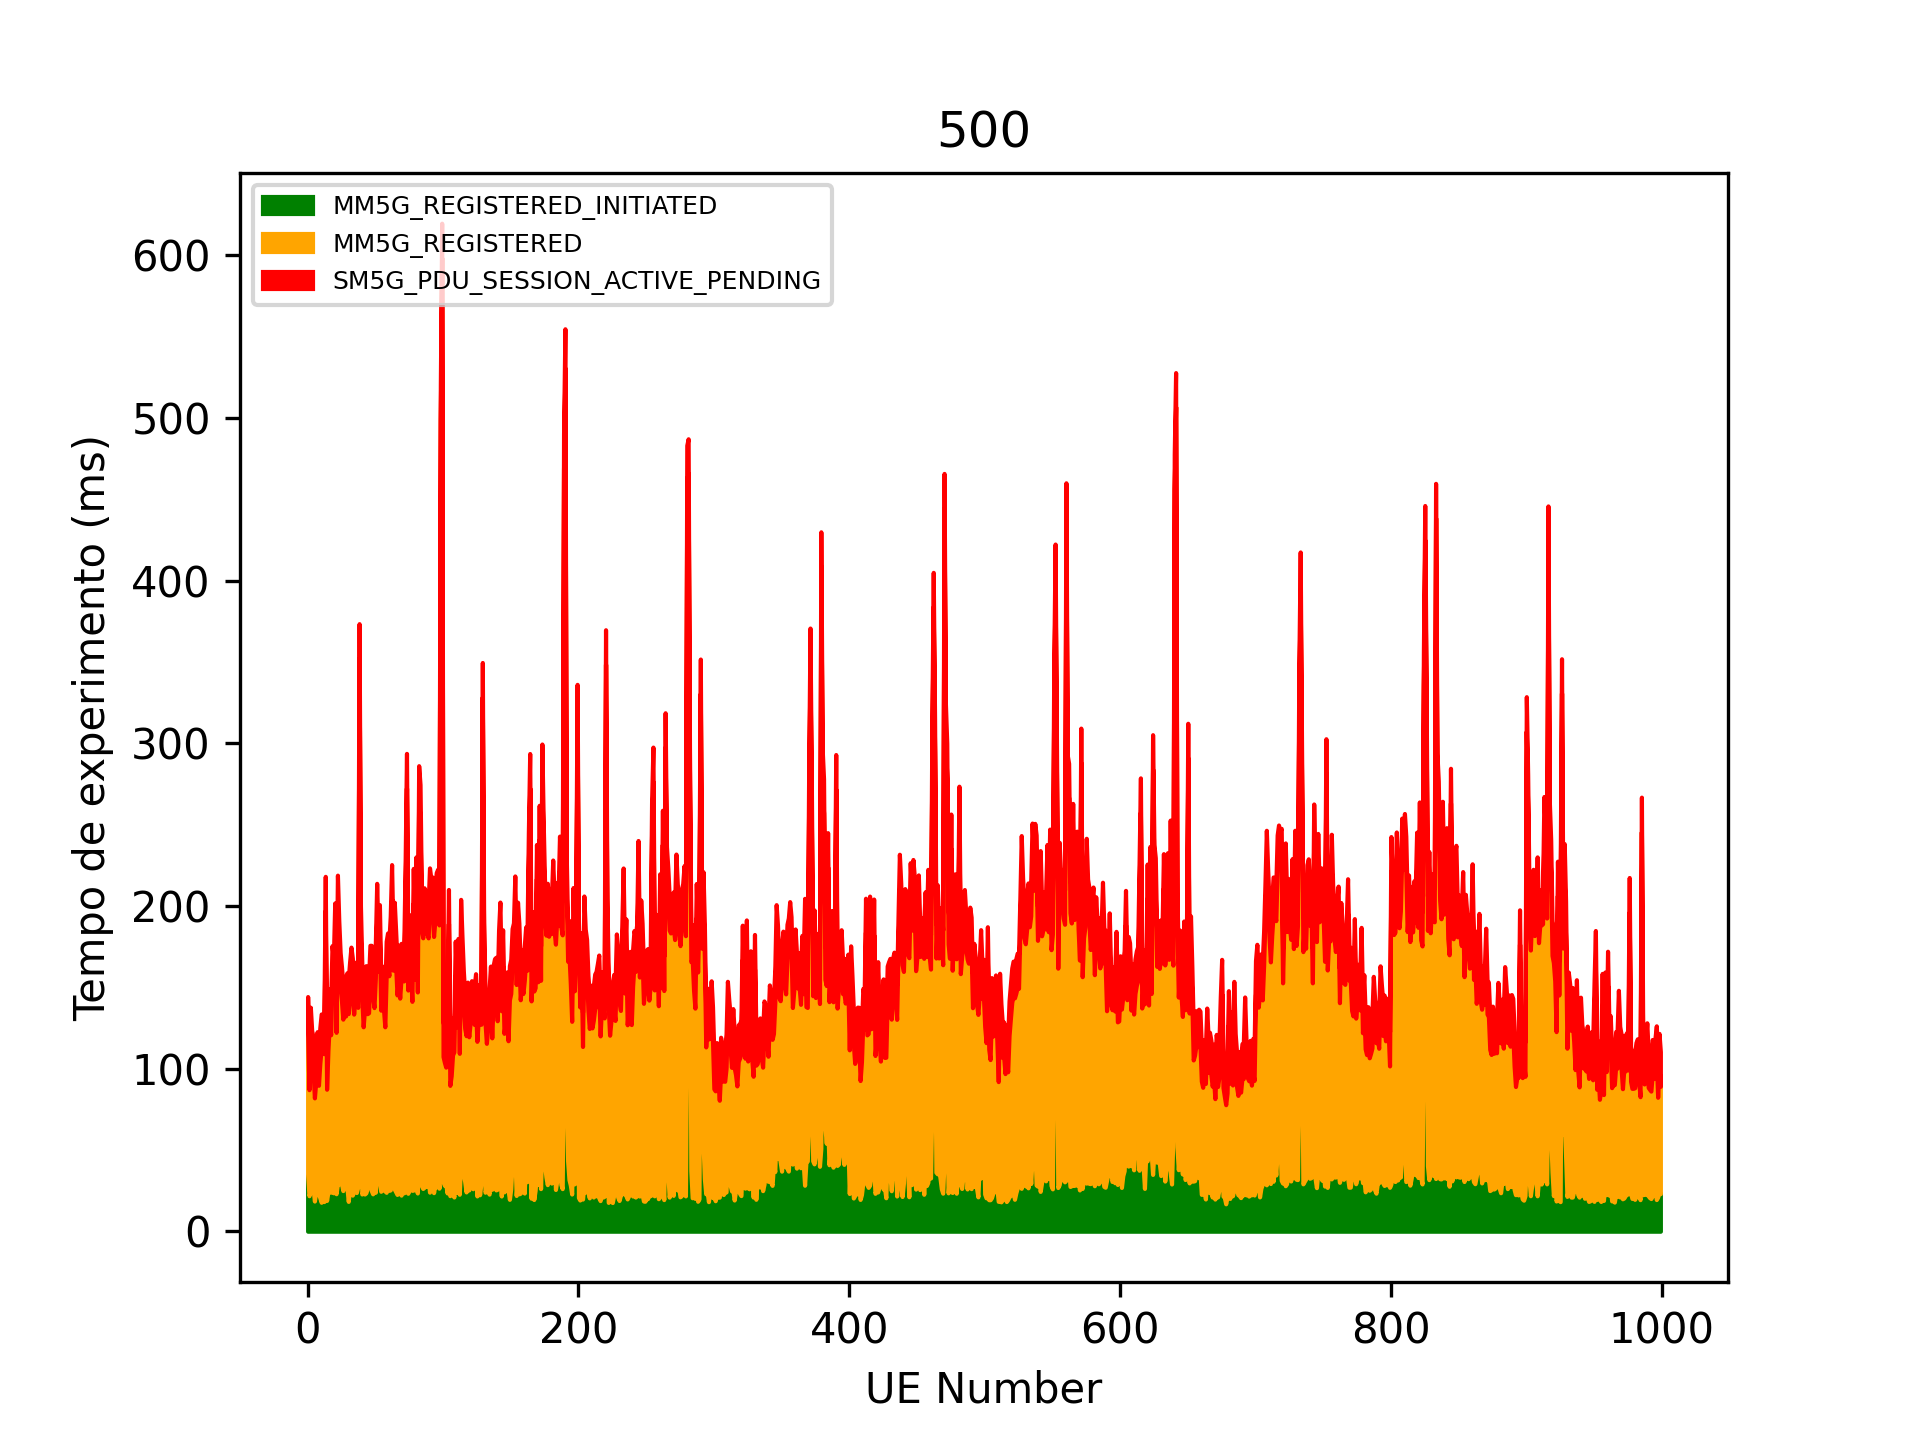 500
MM5G_REGISTERED_INITIATED
MM5G_REGISTERED
SM5G_PDU_SESSION_ACTIVE_PENDING
Tempo de experimento (ms)
600
500
400
300
200
100
0
0 200 400 600 800 1000
UE Number